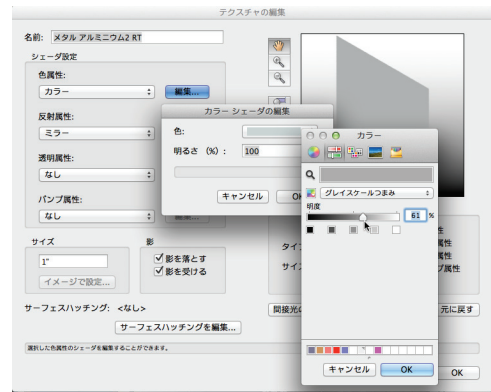 テクスチャの編集
名前: メタル アルミニウム2 RT
シェーダ設定
色属性:
カラー
編集...
反射属性:
ミラー
透明属性:
なし
バンプ属性:
なし
カラー シェーダの編集
色:
明るさ (%) : 100
キャンセル
カラー
グレイスケールつまみ
明度
61 %
キャンセル
OK
サイズ
1"
イメージで設定...
影
影を落とす
影を受ける
サーフェスハッチング: <なし>
サーフェスハッチングを編集...
元に戻す
選択した色属性のシェーダを編集することができます。
OK